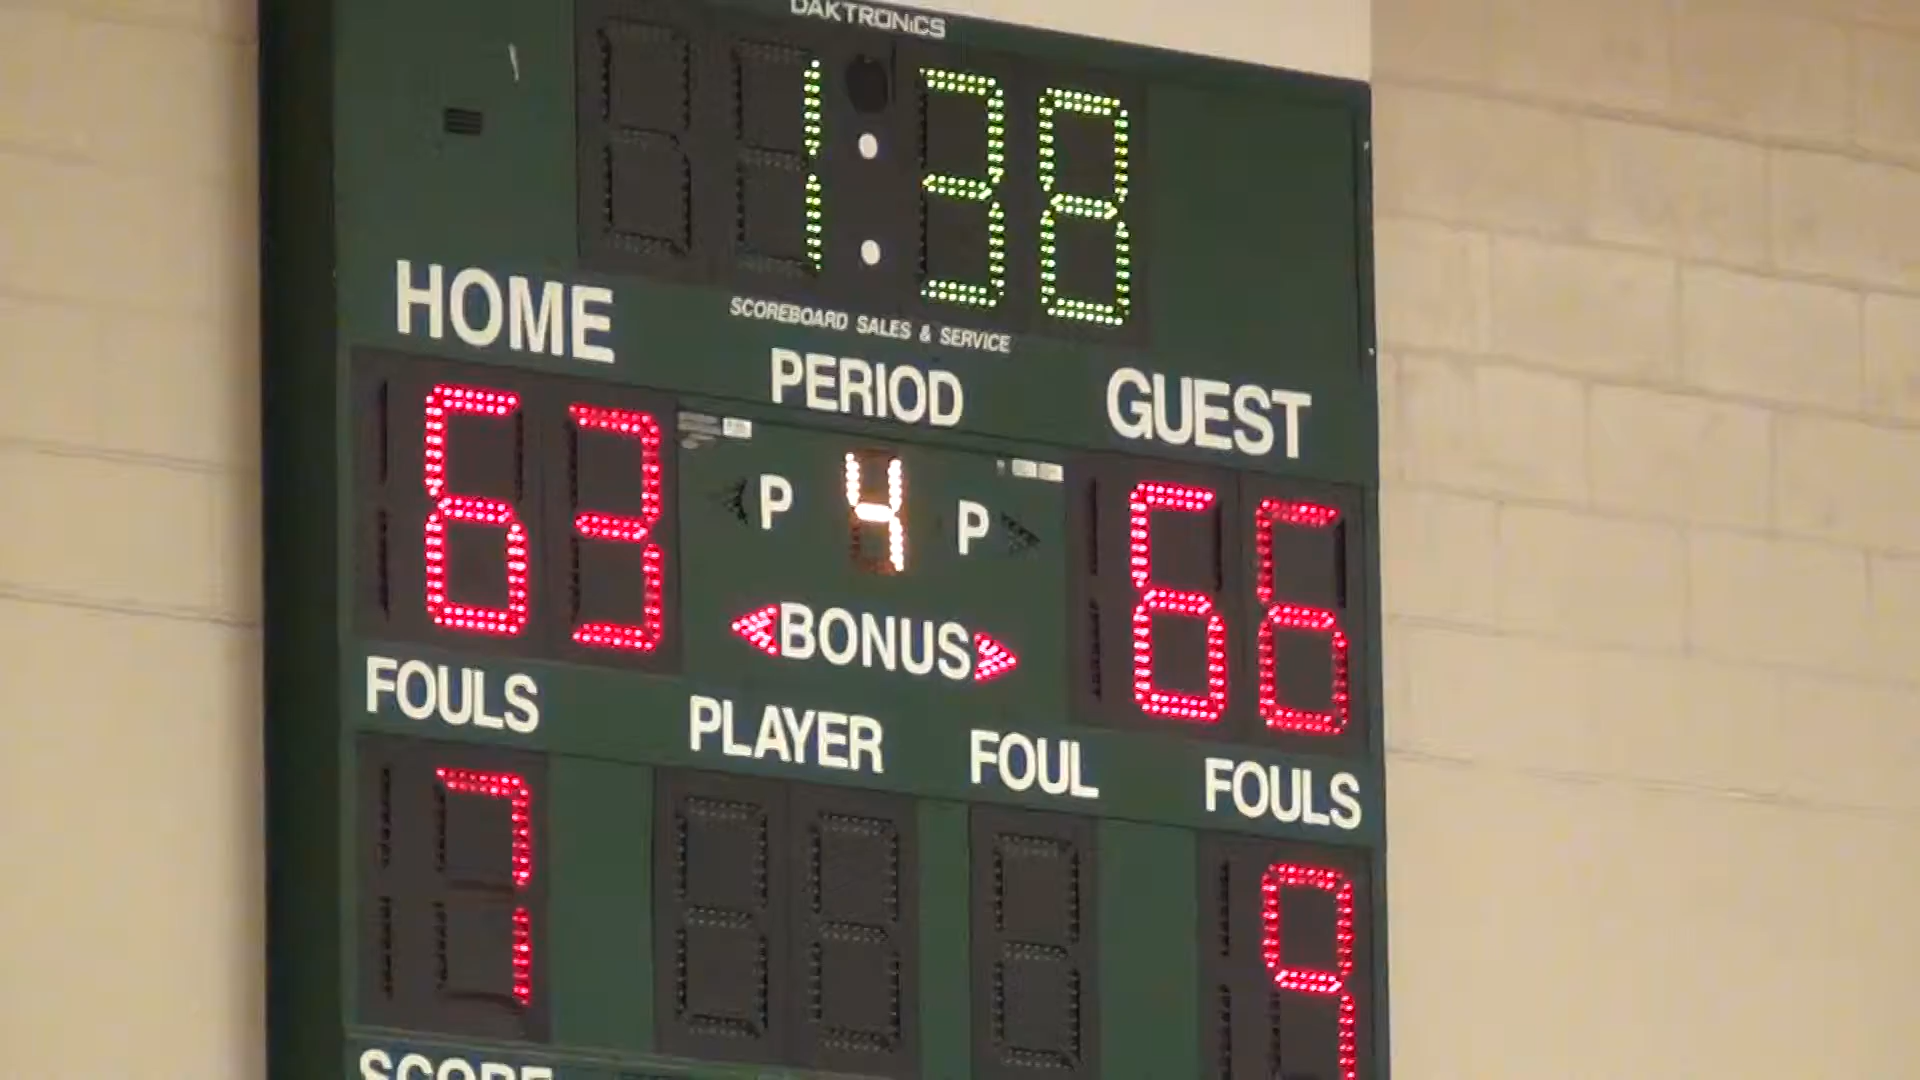 DAKTRONICS
1:38
SCOREBOARD SALES & SERVICE
HOME PERIOD GUEST
63 P 4 P 66
BONUS
FOULS PLAYER FOUL FOULS
7 9
SCORE